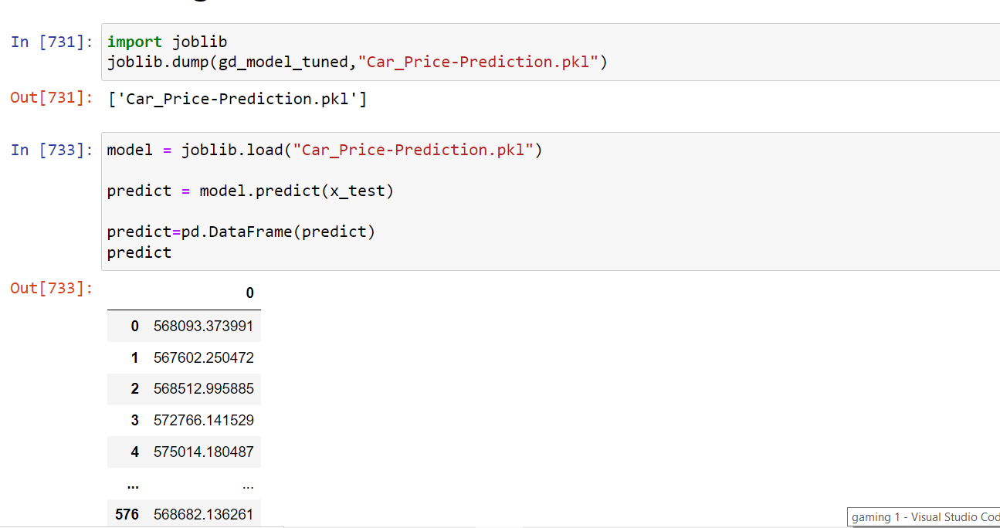 In [731]: import joblib
joblib.dump(gd_model_tuned,"Car_Price-Prediction.pkl")
Out[731]: ['Car_Price-Prediction.pkl']
In [733]: model = joblib.load("Car_Price-Prediction.pkl")
predict = model.predict(x_test)
predict=pd.DataFrame(predict)
predict
Out[733]:
0
0 568093.373991
1 567602.250472
2 568512.995885
3 572766.141529
4 575014.180487
... ...
576 568682.136261
gaming 1 - Visual Studio Cod